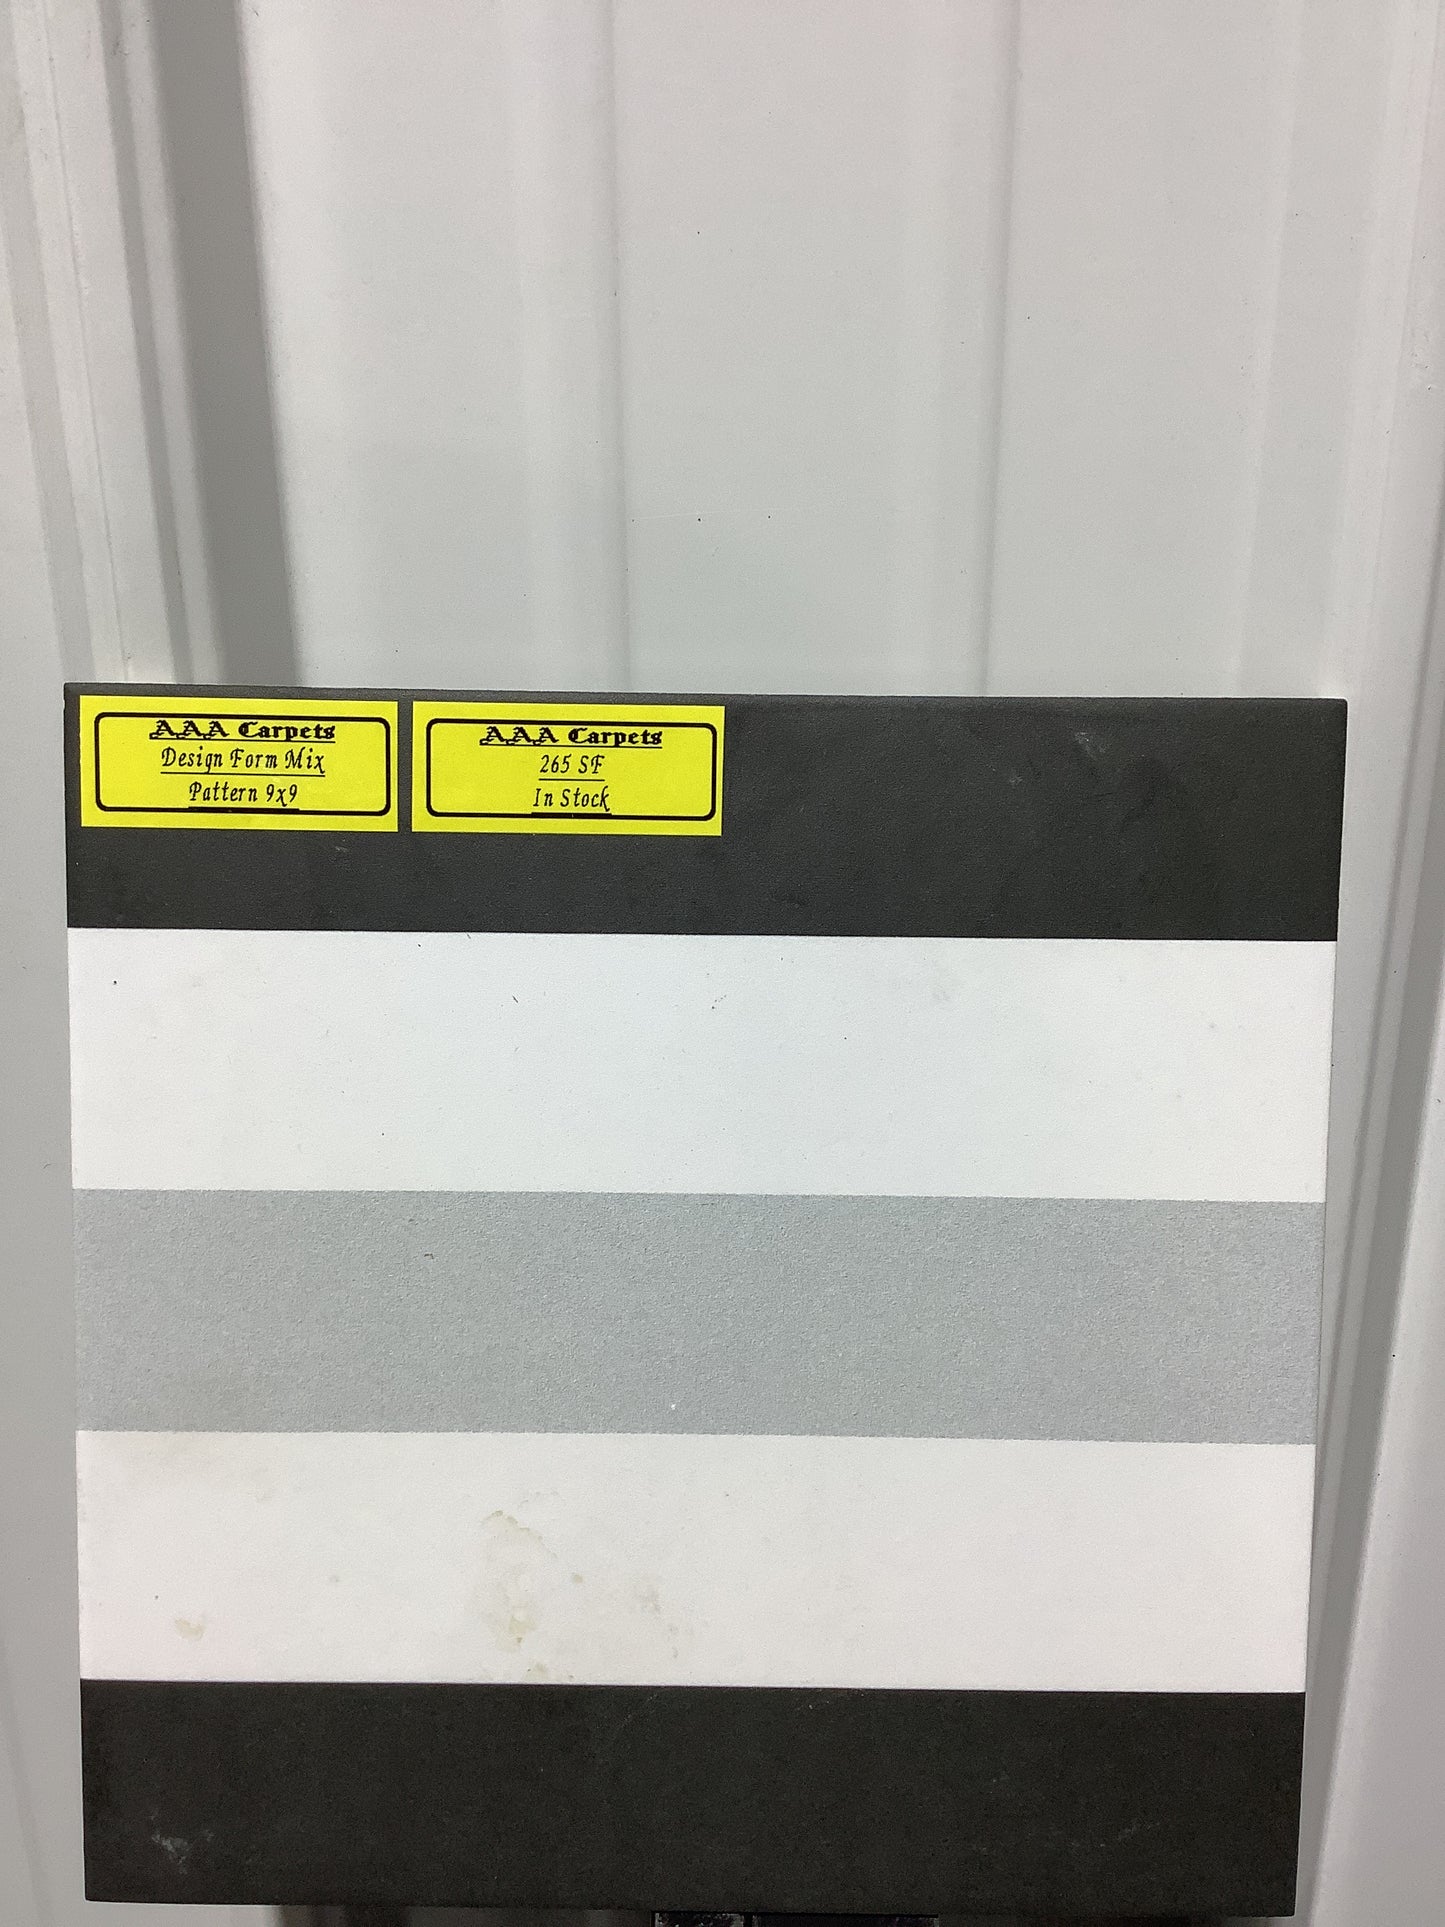 AAA Carpets
Design Form Mix
Pattern 9x9
AAA Carpets
265 SF
In Stock